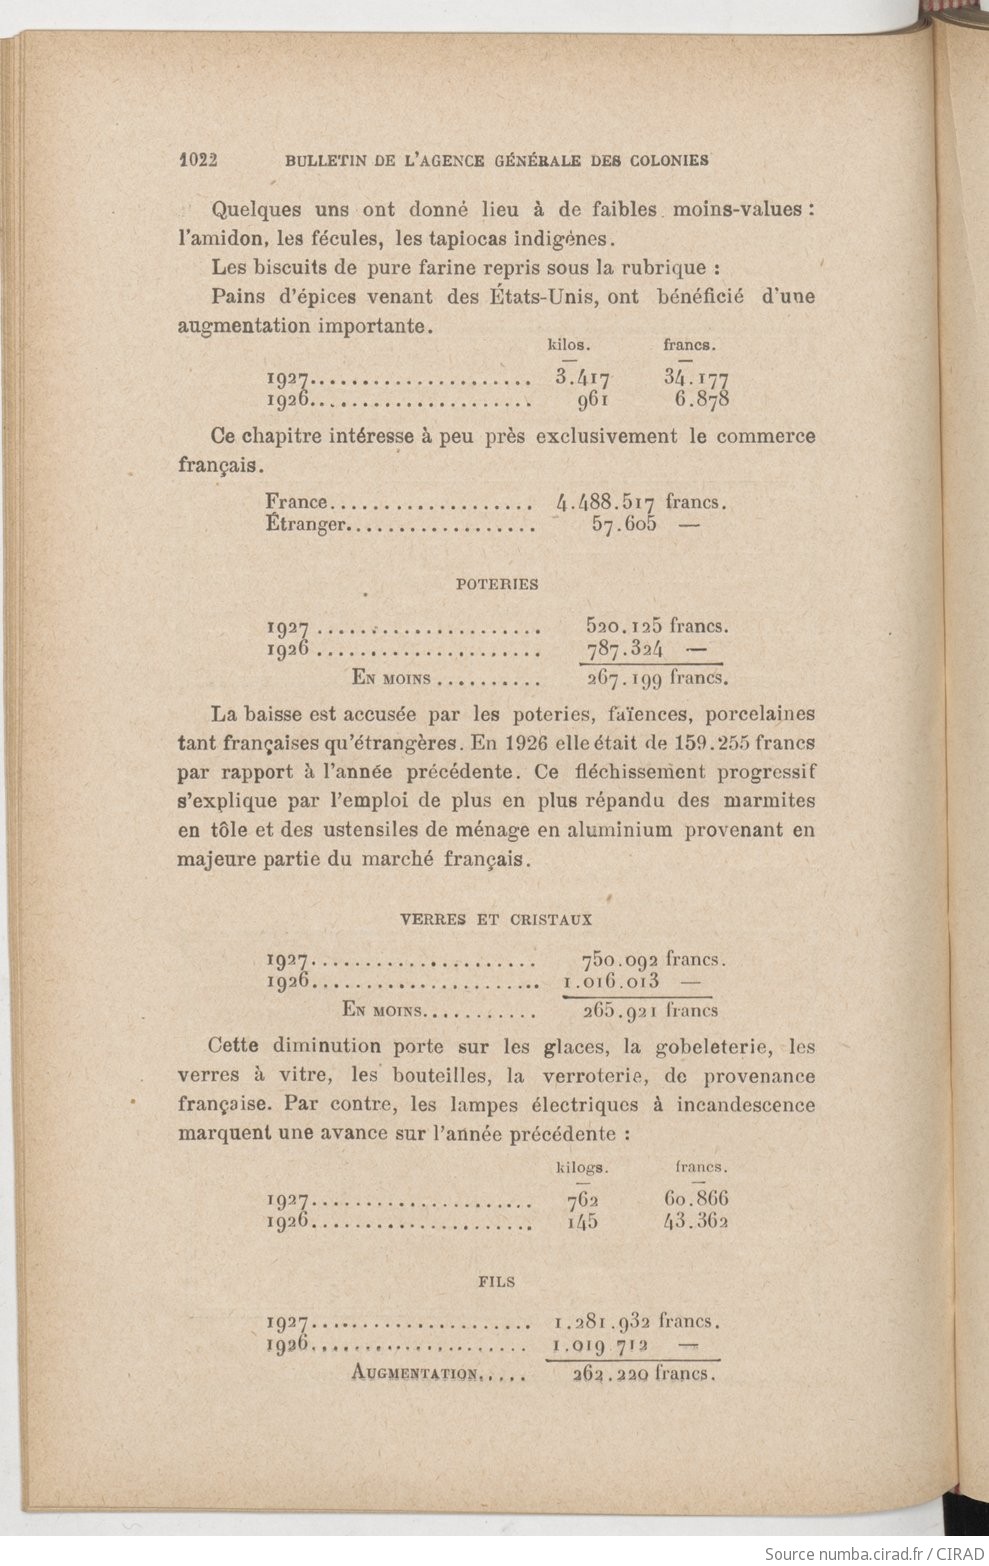 1022 BULLETIN DE L'AGENCE GÉNÉRALE DES COLONIES
Quelques uns ont donné lieu à de faibles moins-values :
l'amidon, les fécules, les tapiocas indigènes.
Les biscuits de pure farine repris sous la rubrique :
Pains d'épices venant des États-Unis, ont bénéficié d'une
augmentation importante.
kilos. francs.
1927...................... 3.417 34.177
1926...................... 961 6.878
Ce chapitre intéresse à peu près exclusivement le commerce
français.
France................... 4.488.517 francs.
Étranger.................. 57.605 —
POTERIES
1927 ..................... 520.125 francs.
1926 ..................... 787.324 —
EN MOINS .......... 267.199 francs.
La baisse est accusée par les poteries, faïences, porcelaines
tant françaises qu'étrangères. En 1926 elle était de 159.255 francs
par rapport à l'année précédente. Ce fléchissement progressif
s'explique par l'emploi de plus en plus répandu des marmites
en tôle et des ustensiles de ménage en aluminium provenant en
majeure partie du marché français.
VERRES ET CRISTAUX
1927..................... 750.092 francs.
1926...................... 1.016.013 —
EN MOINS........... 265.921 francs
Cette diminution porte sur les glaces, la gobeleterie, les
verres à vitre, les bouteilles, la verroterie, de provenance
française. Par contre, les lampes électriques à incandescence
marquent une avance sur l'année précédente :
kilogs. francs.
1927..................... 762 60.866
1926..................... 145 43.362
FILS
1927..................... 1.281.932 francs.
1926..................... 1.019 712 —
AUGMENTATION..... 262.220 francs.
Source numba.cirad.fr / CIRAD